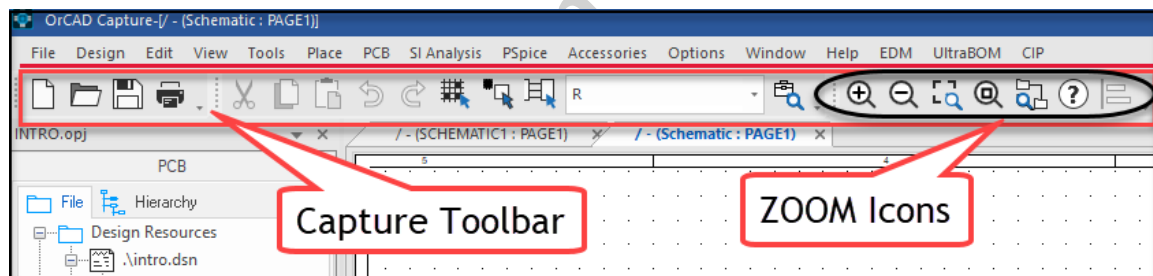 OrCAD Capture-[/ - (Schematic : PAGE1)]
File Design Edit View Tools Place PCB SI Analysis PSpice Accessories Options Window Help EDM UltraBOM CIP
R
INTRO.opj
/ - (SCHEMATIC1 : PAGE1)
/ - (Schematic : PAGE1)
5
4
PCB
File Hierarchy
Design Resources
.\intro.dsn
Capture Toolbar
ZOOM Icons